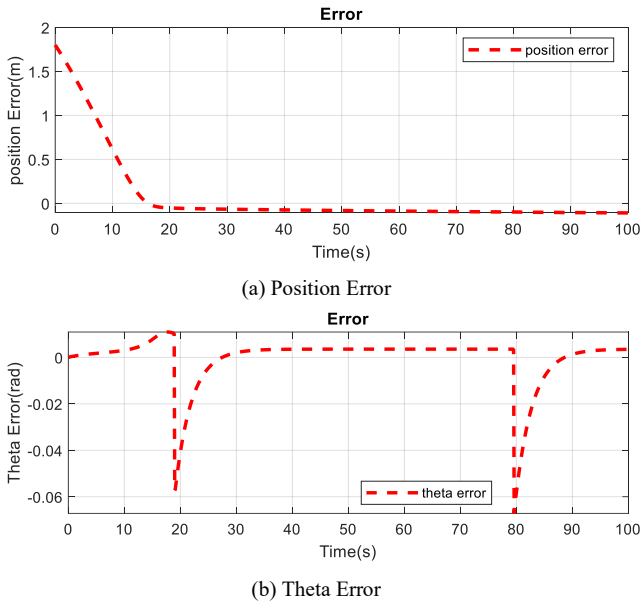 Error
2
1.5
1
0.5
0
position Error(m)
position error
0 10 20 30 40 50 60 70 80 90 100
Time(s)
(a) Position Error
Error
0
-0.02
-0.04
-0.06
Theta Error(rad)
theta error
0 10 20 30 40 50 60 70 80 90 100
Time(s)
(b) Theta Error